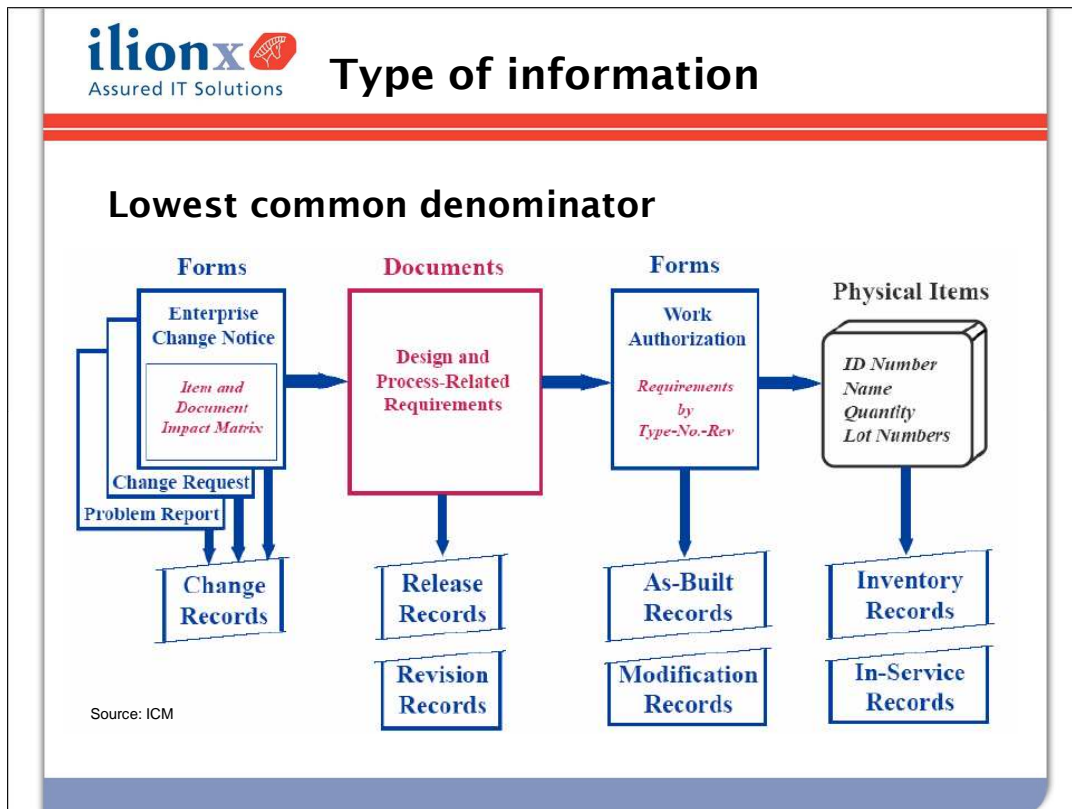 ilionx
Assured IT Solutions
Type of information
Lowest common denominator
Forms
Enterprise
Change Notice
Item and
Document
Impact Matrix
Change Request
Problem Report
Change
Records
Documents
Design and
Process-Related
Requirements
Release
Records
Revision
Records
Forms
Work
Authorization
Requirements
by
Type-No.-Rev
As-Built
Records
Modification
Records
Physical Items
ID Number
Name
Quantity
Lot Numbers
Inventory
Records
In-Service
Records
Source: ICM